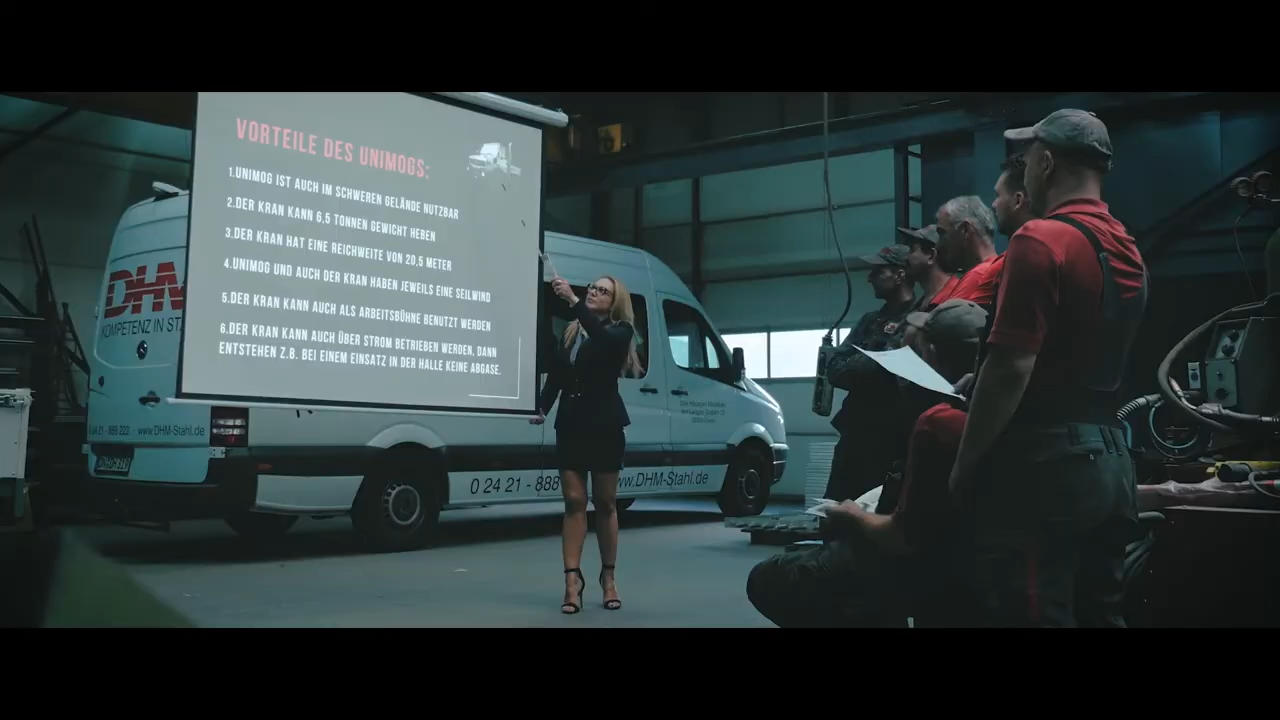 VORTEILE DES UNIMOGS:
1.UNIMOG IST AUCH IM SCHWEREN GELÄNDE NUTZBAR
2.DER KRAN KANN 6,5 TONNEN GEWICHT HEBEN
3.DER KRAN HAT EINE REICHWEITE VON 20,5 METER
4.UNIMOG UND AUCH DER KRAN HABEN JEWEILS EINE SEILWIND
5.DER KRAN KANN AUCH ALS ARBEITSBÜHNE BENUTZT WERDEN
6.DER KRAN KANN AUCH ÜBER STROM BETRIEBEN WERDEN, DANN
ENTSTEHEN Z.B. BEI EINEM EINSATZ IN DER HALLE KEINE ABGASE.
DHM
KOMPETENZ IN
www.DHM-Stahl.de
0 24 21 - 888
www.DHM-Stahl.de